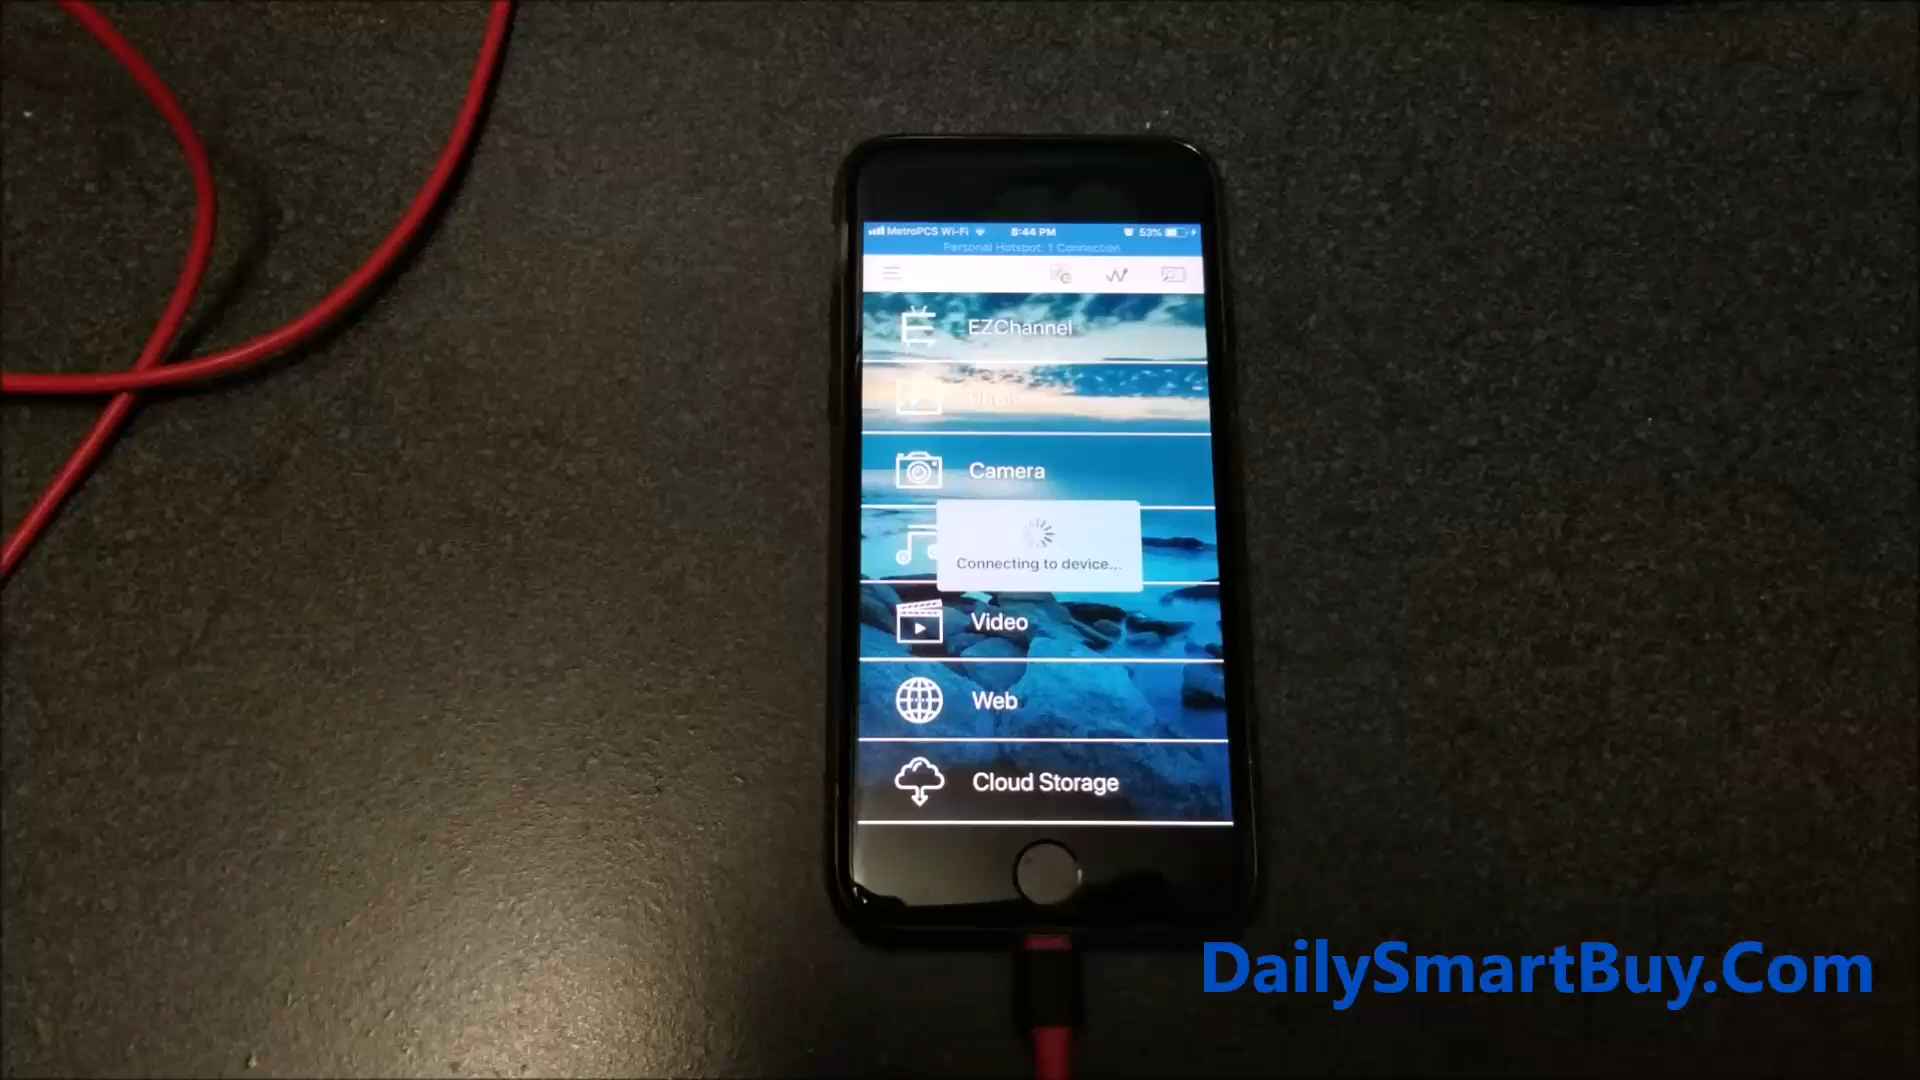 MetroPCS Wi-Fi 8:44 PM 53%
Personal Hotspot: 1 Connection
EZChannel
Photo
Camera
Connecting to device...
Video
Web
Cloud Storage
DailySmartBuy.Com